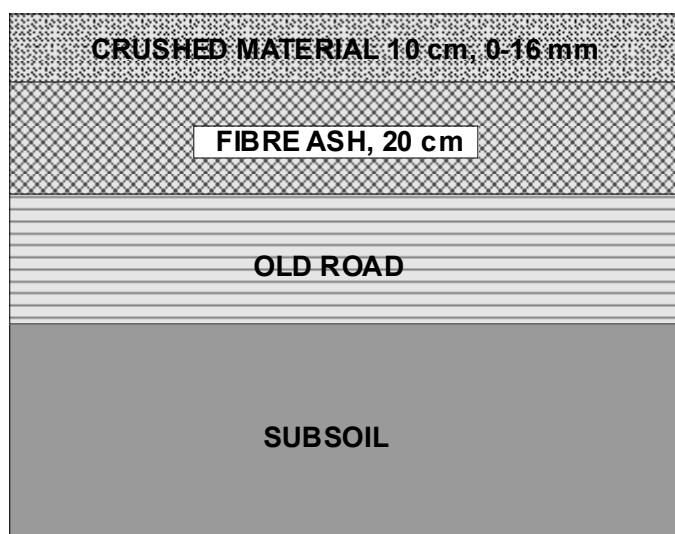 CRUSHED MATERIAL 10 cm, 0-16 mm
FIBRE ASH, 20 cm
OLD ROAD
SUBSOIL